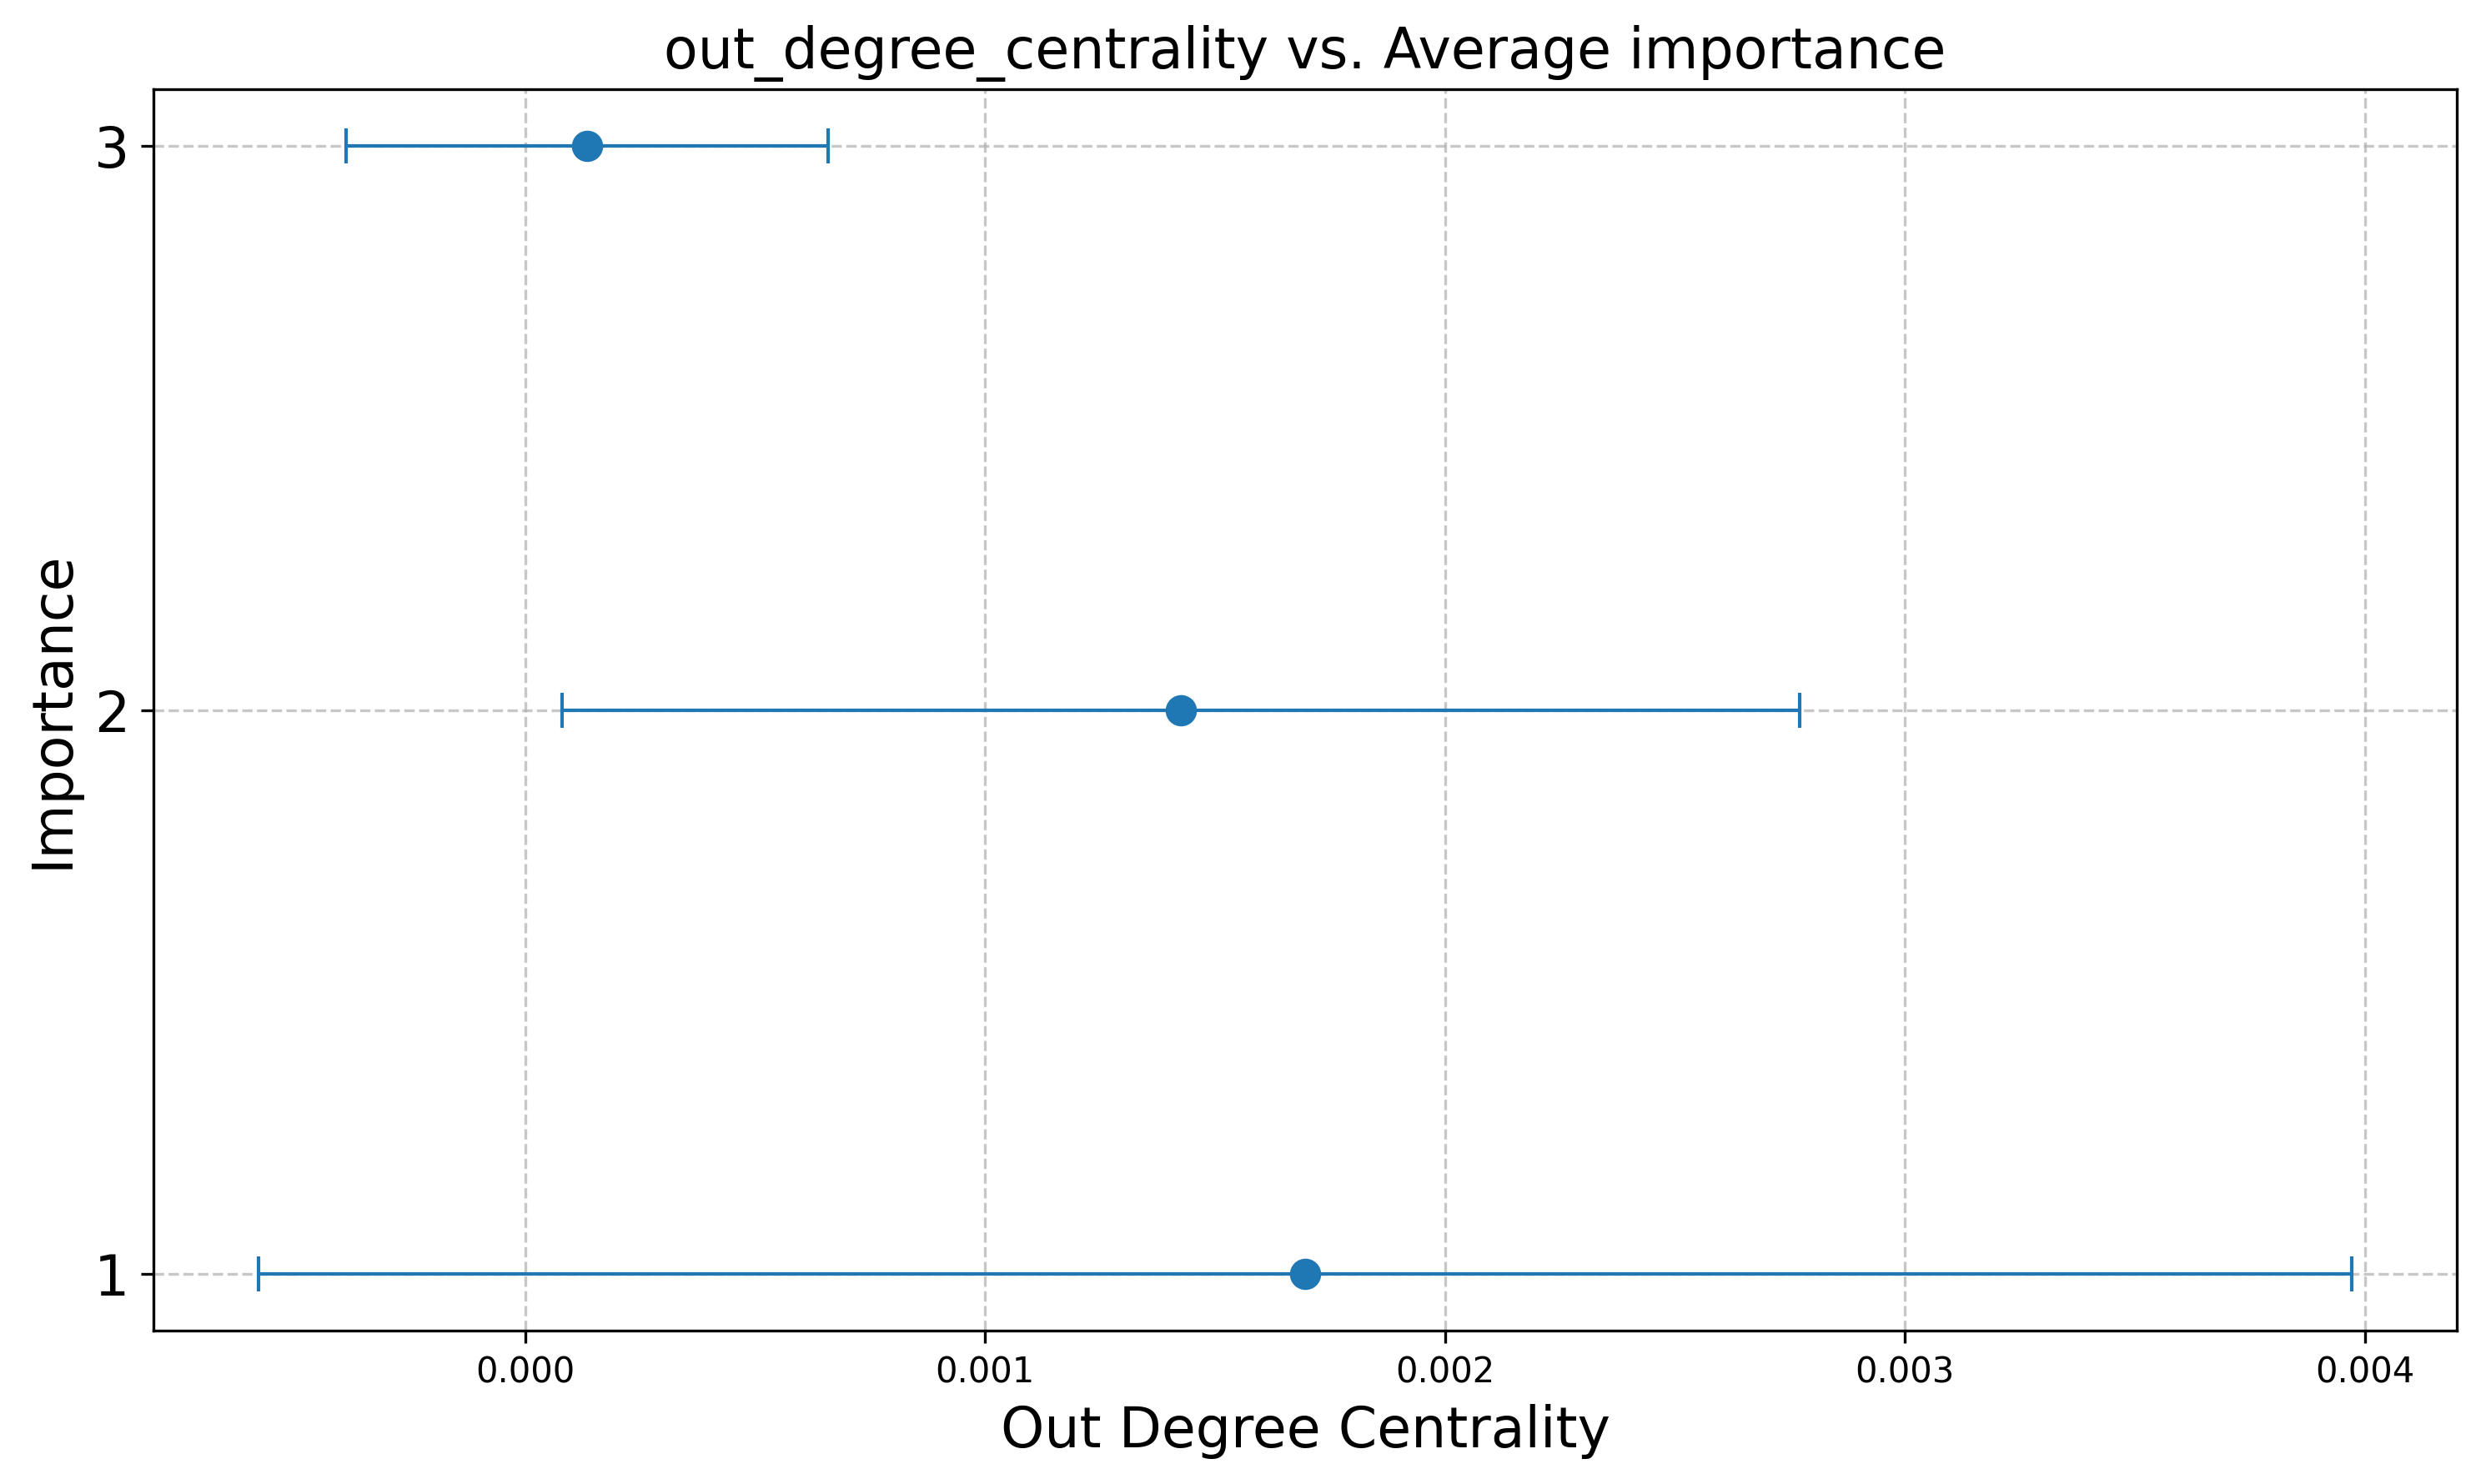 out_degree_centrality vs. Average importance
3
2
1
Importance
0.000 0.001 0.002 0.003 0.004
Out Degree Centrality